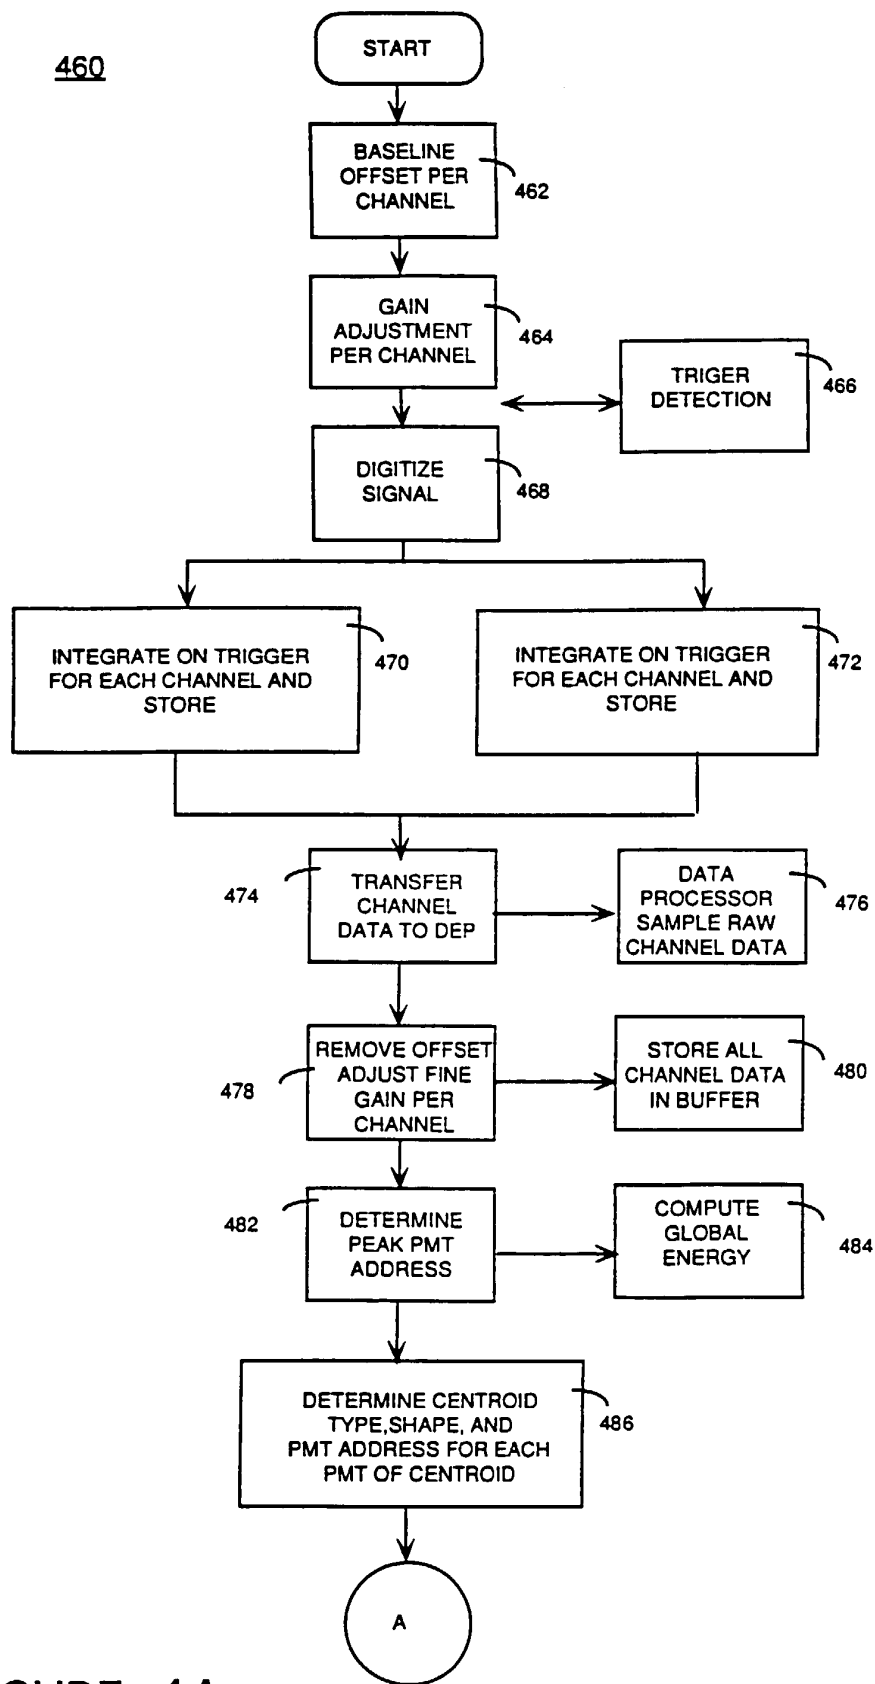 460
START
BASELINE
OFFSET PER
CHANNEL
462
GAIN
ADJUSTMENT
PER CHANNEL
464
TRIGER
DETECTION
466
DIGITIZE
SIGNAL
468
INTEGRATE ON TRIGGER
FOR EACH CHANNEL AND
STORE
470
INTEGRATE ON TRIGGER
FOR EACH CHANNEL AND
STORE
472
474
TRANSFER
CHANNEL
DATA TO DEP
DATA
PROCESSOR
SAMPLE RAW
CHANNEL DATA
476
478
REMOVE OFFSET
ADJUST FINE
GAIN PER
CHANNEL
STORE ALL
CHANNEL DATA
IN BUFFER
480
482
DETERMINE
PEAK PMT
ADDRESS
COMPUTE
GLOBAL
ENERGY
484
DETERMINE CENTROID
TYPE,SHAPE, AND
PMT ADDRESS FOR EACH
PMT OF CENTROID
486
A